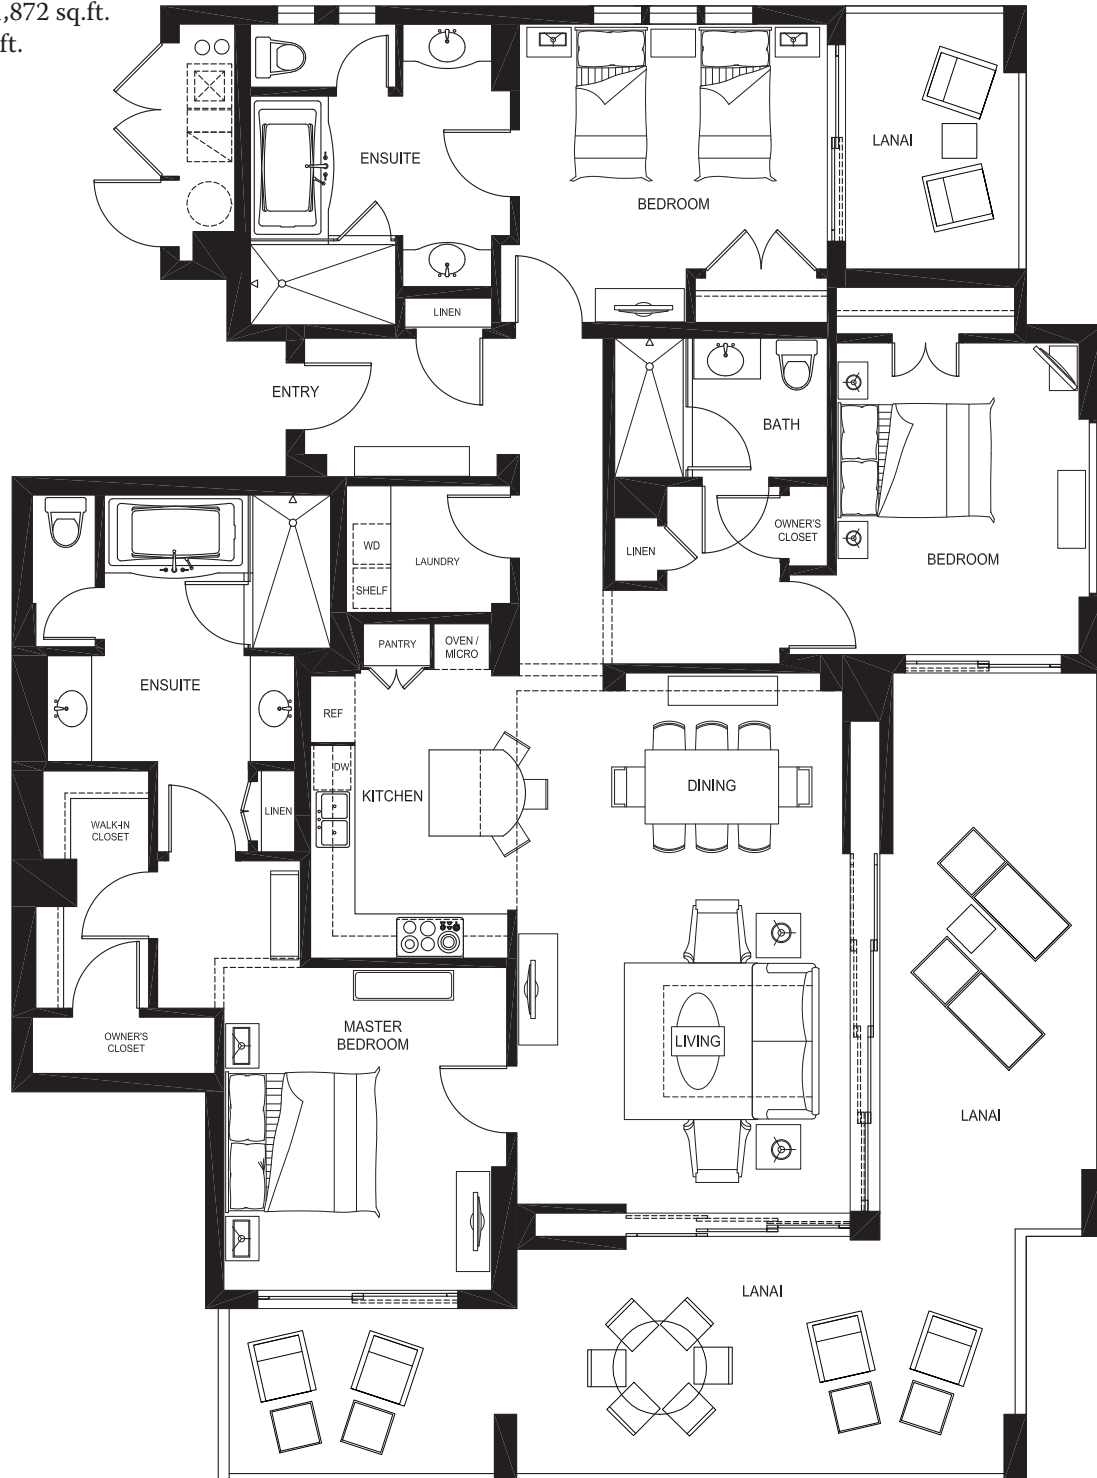 ,872 sq.ft.
ft.
LANAI
ENSUITE
BEDROOM
LINEN
ENTRY
BATH
OWNER'S
CLOSET
LINEN
WD
LAUNDRY
SHELF
BEDROOM
PANTRY
OVEN /
MICRO
ENSUITE
REF
DW
KITCHEN
DINING
LINEN
WALK-IN
CLOSET
OWNER'S
CLOSET
MASTER
BEDROOM
LIVING
LANAI
LANAI